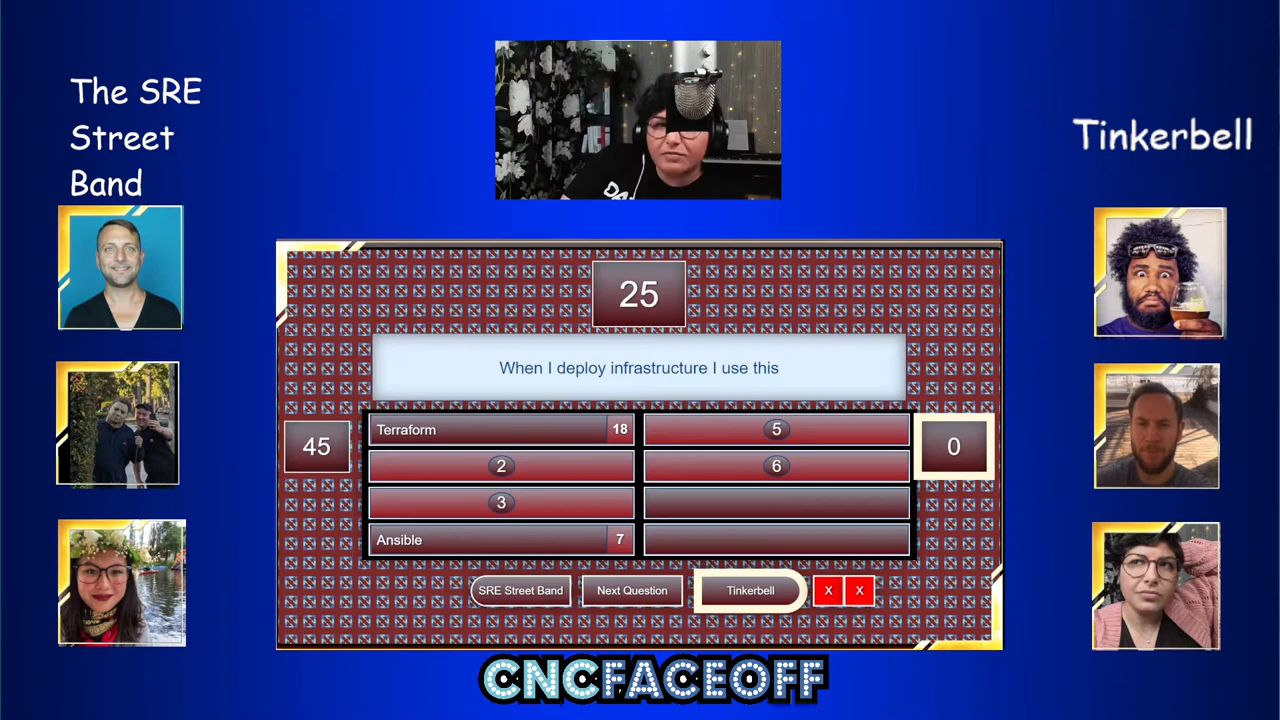 The SRE
Street
Band
Tinkerbell
DA
25
When I deploy infrastructure I use this
45
Terraform 18
2
3
Ansible 7
5
6
0
SRE Street Band
Next Question
Tinkerbell
X X
CNCFACEOFF